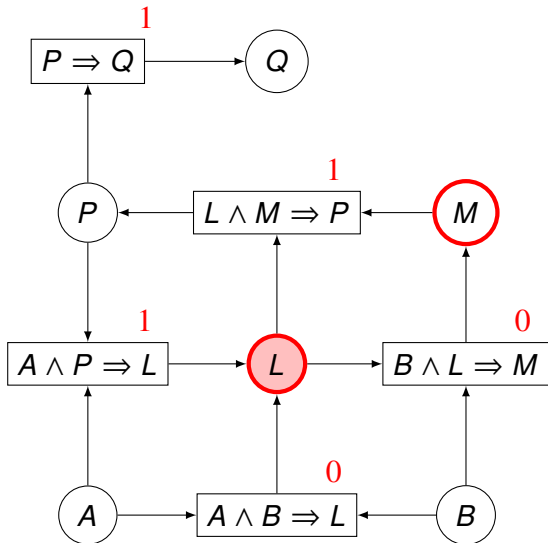 1
P ⇒ Q
Q
1
P
L ∧ M ⇒ P
M
1
0
A ∧ P ⇒ L
L
B ∧ L ⇒ M
0
A
A ∧ B ⇒ L
B